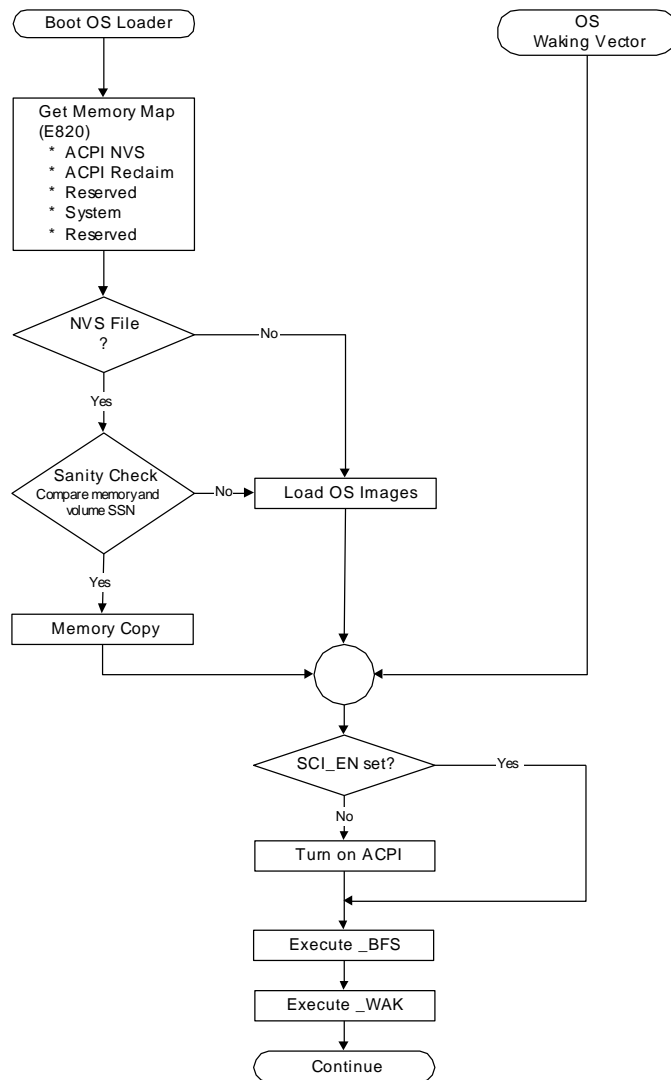 Boot OS Loader
OS
Waking Vector
Get Memory Map
(E820)
* ACPI NVS
* ACPI Reclaim
* Reserved
* System
* Reserved
NVS File
?
No
Yes
Sanity Check
Compare memory and
volume SSN
No
Load OS Images
Yes
Memory Copy
SCI_EN set?
Yes
No
Turn on ACPI
Execute _BFS
Execute _WAK
Continue